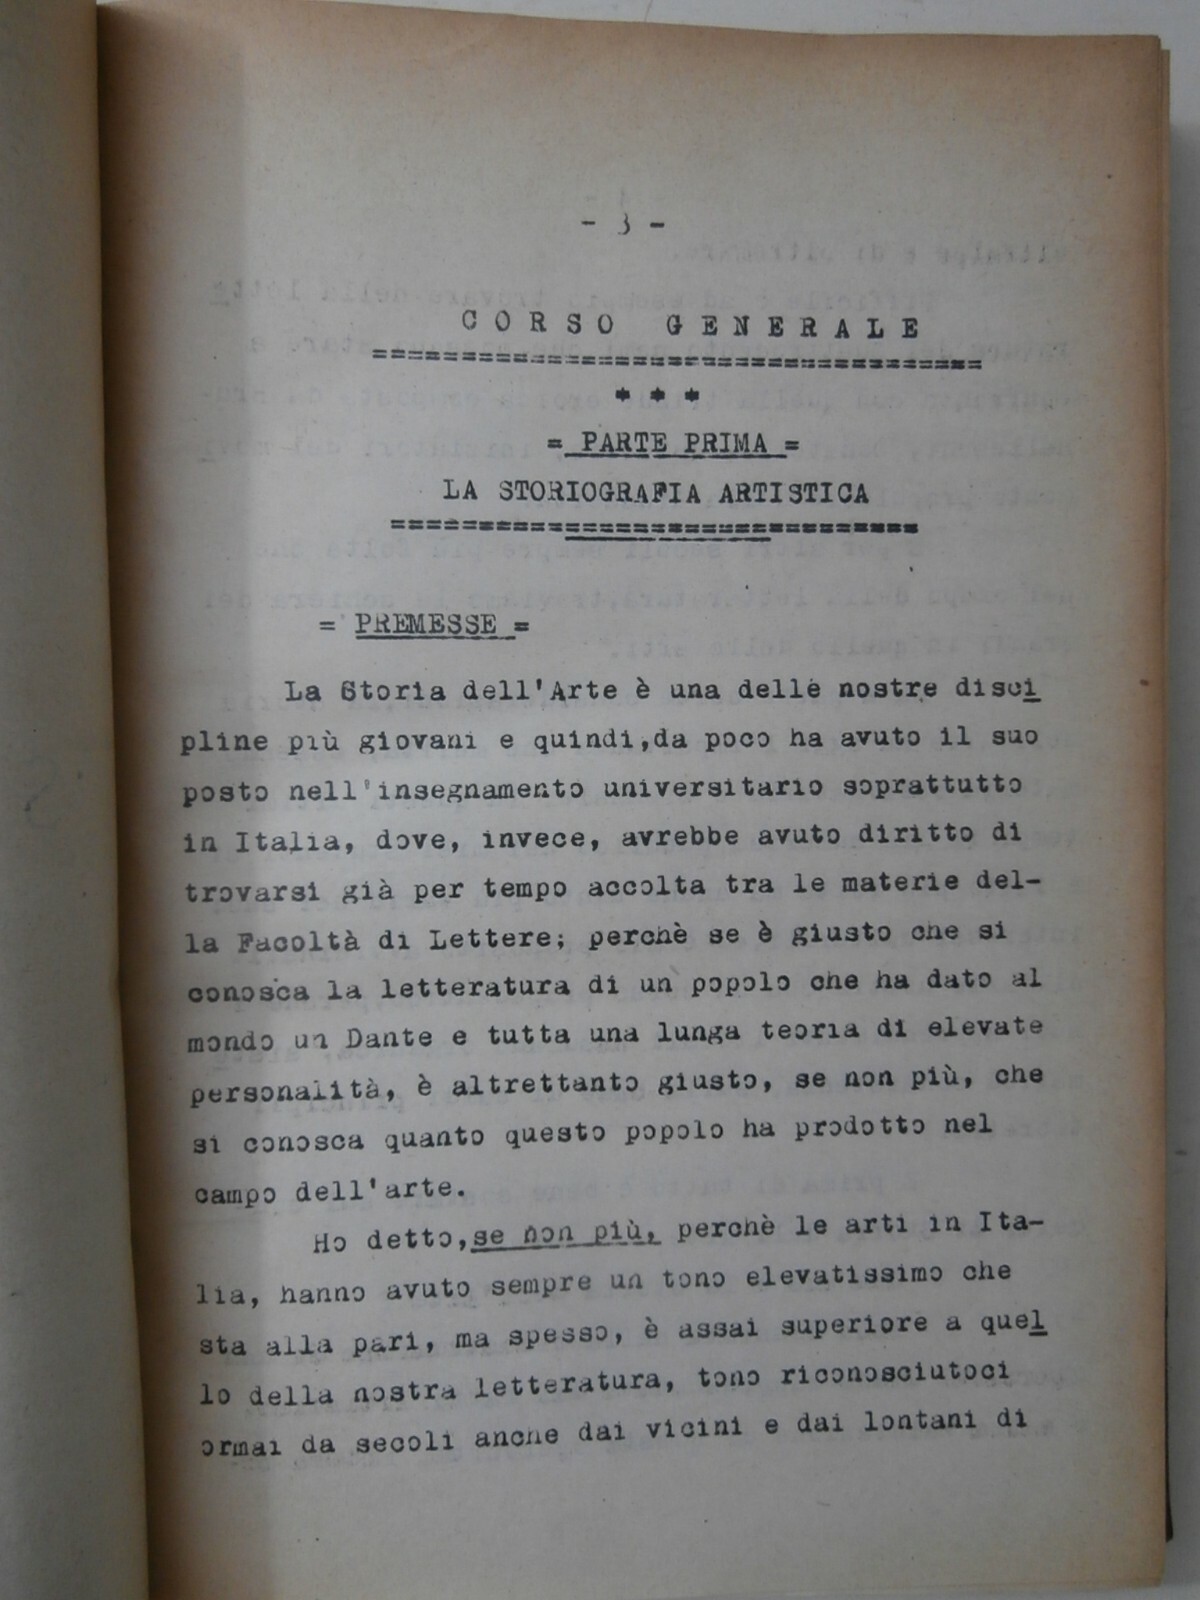 - 3 -
CORSO GENERALE
===================================
* * *
= PARTE PRIMA =
LA STORIOGRAFIA ARTISTICA
===============================
= PREMESSE =
La Storia dell'Arte è una delle nostre disci
pline più giovani e quindi,da poco ha avuto il suo
posto nell'insegnamento universitario soprattutto
in Italia, dove, invece, avrebbe avuto diritto di
trovarsi già per tempo accolta tra le materie del-
la Facoltà di Lettere; perchè se è giusto che si
conosca la letteratura di un popolo che ha dato al
mondo un Dante e tutta una lunga teoria di elevate
personalità, è altrettanto giusto, se non più, che
si conosca quanto questo popolo ha prodotto nel
campo dell'arte.
Ho detto,se non più, perchè le arti in Ita-
lia, hanno avuto sempre un tono elevatissimo che
sta alla pari, ma spesso, è assai superiore a quel
lo della nostra letteratura, tono riconosciutoci
ormai da secoli anche dai vicini e dai lontani di